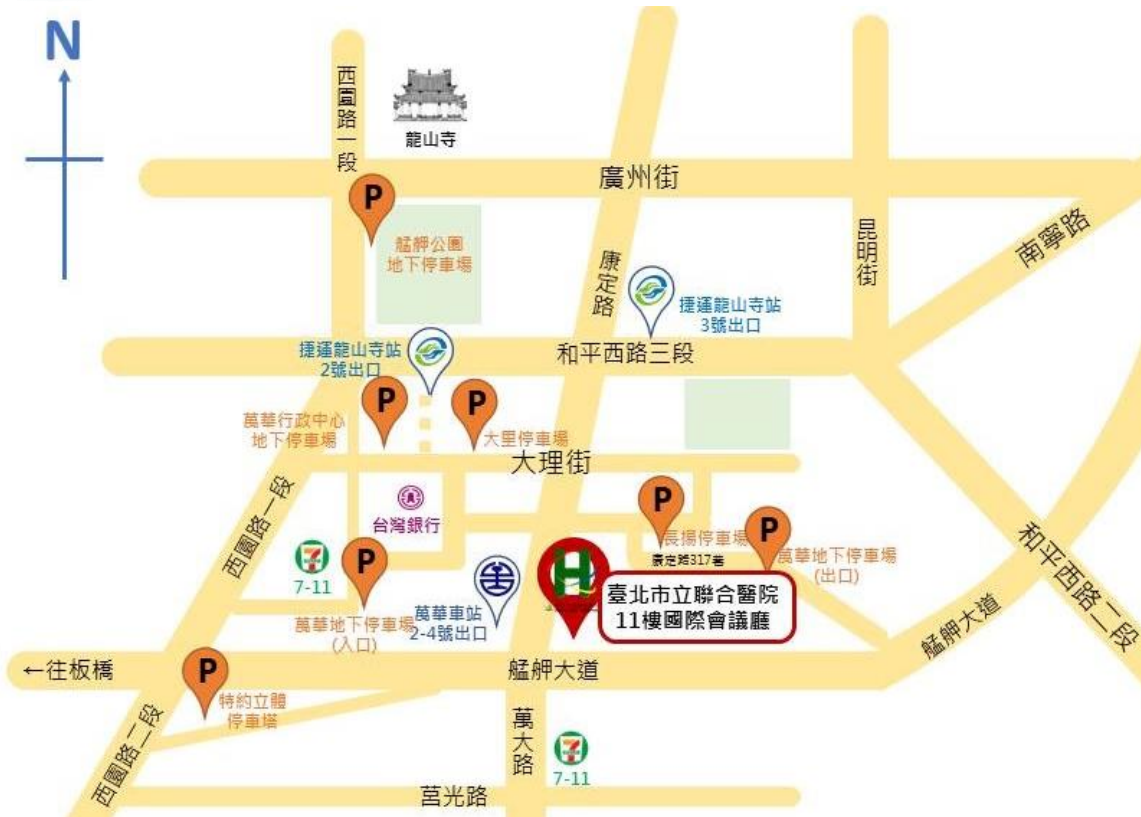 N
西園路一段
龍山寺
廣州街
P
艋舺公園
地下停車場
康定路
昆明街
南寧路
捷運龍山寺站
3號出口
捷運龍山寺站
2號出口
和平西路三段
P
萬華行政中心
地下停車場
P
大里停車場
大理街
西園路一段
台灣銀行
P
長揚停車場
康定路317巷
P
萬華地下停車場
(出口)
和平西路二段
7-11
P
萬華地下停車場
(入口)
萬華車站
2-4號出口
H
臺北市立聯合醫院
11樓國際會議廳
艋舺大道
←往板橋
艋舺大道
P
特約立體
停車塔
西園路二段
萬大路
7-11
莒光路